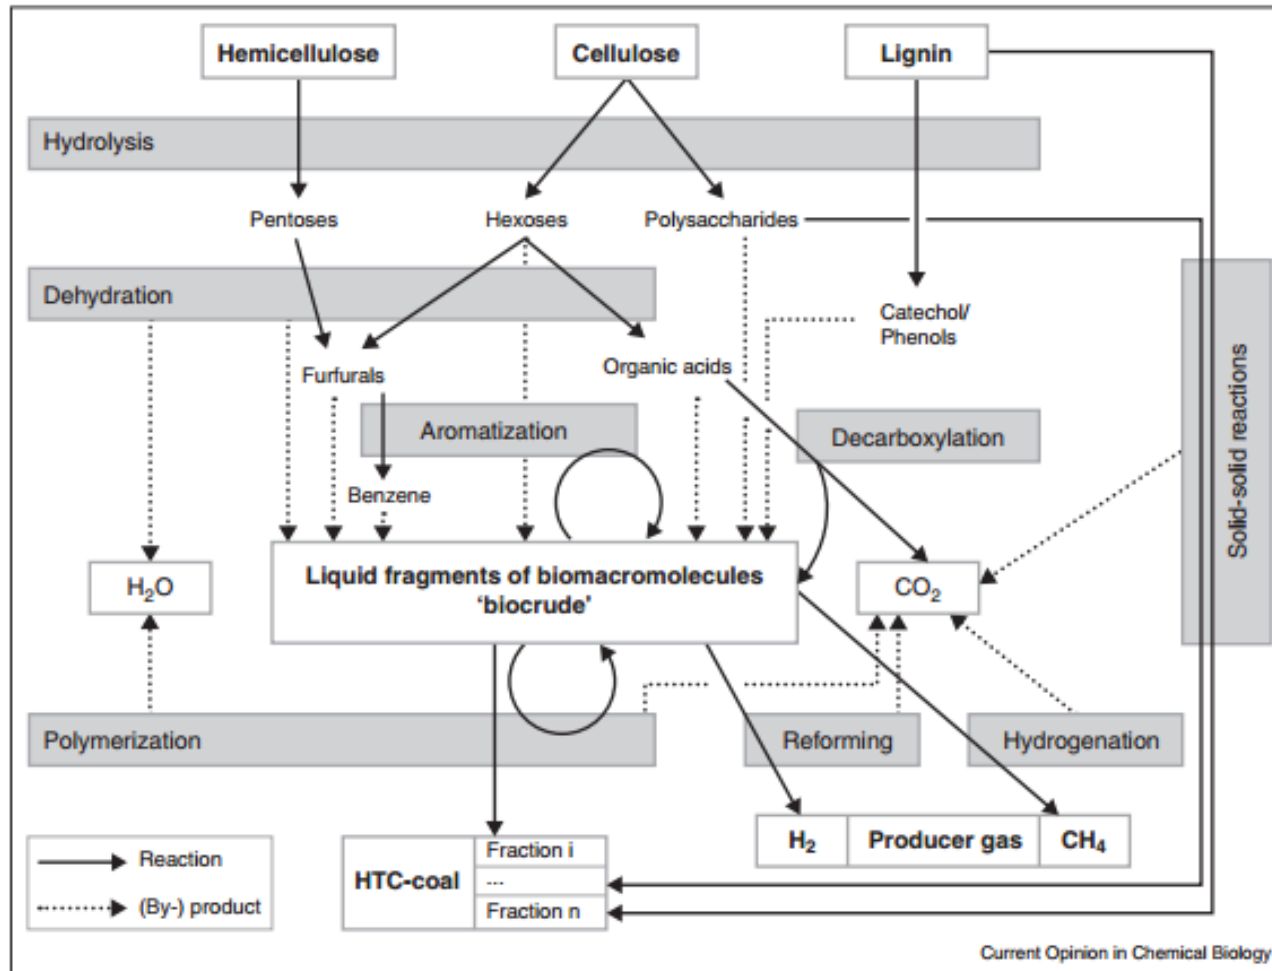 Hemicellulose
Cellulose
Lignin
Hydrolysis
Pentoses
Hexoses
Polysaccharides
Dehydration
Catechol/
Phenols
Furfurals
Organic acids
Aromatization
Decarboxylation
Solid-solid reactions
Benzene
H₂O
Liquid fragments of biomacromolecules
‘biocrude’
CO₂
Polymerization
Reforming
Hydrogenation
H₂
Producer gas
CH₄
HTC-coal
Fraction i
...
Fraction n
Reaction
(By-) product
Current Opinion in Chemical Biology